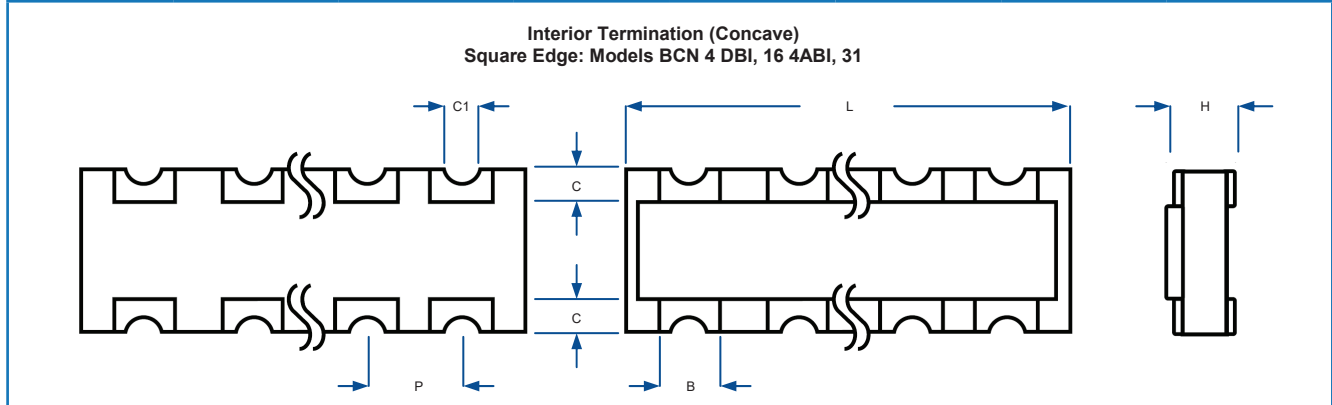 Interior Termination (Concave)
Square Edge: Models BCN 4 DBI, 16 4ABI, 31
C1
L
H
C
C
P
B